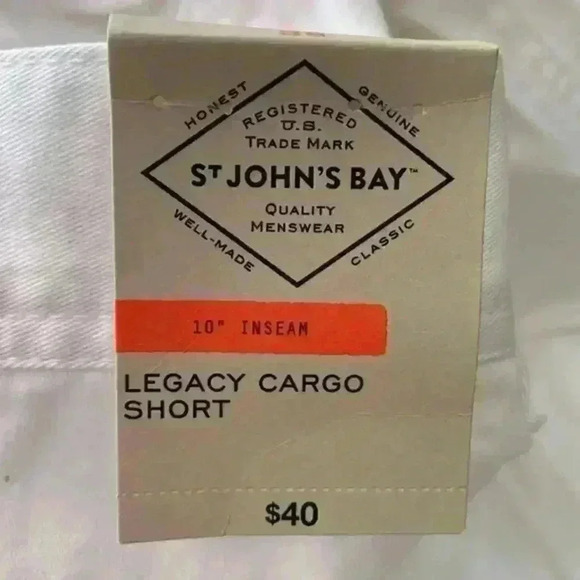 HONEST
GENUINE
REGISTERED
U.S.
TRADE MARK
ST JOHN'S BAY™
QUALITY
MENSWEAR
WELL-MADE
CLASSIC
10" INSEAM
LEGACY CARGO
SHORT
$40